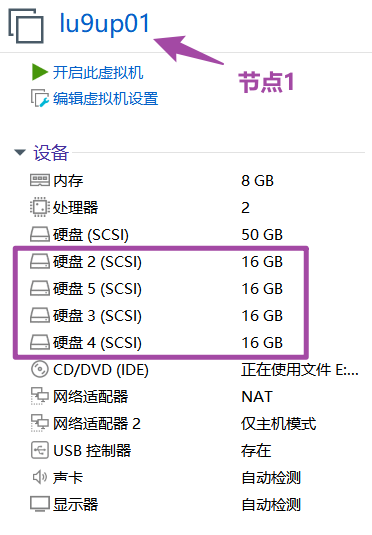 lu9up01
节点1
开启此虚拟机
编辑虚拟机设置
设备
内存 8 GB
处理器 2
硬盘 (SCSI) 50 GB
硬盘 2 (SCSI) 16 GB
硬盘 5 (SCSI) 16 GB
硬盘 3 (SCSI) 16 GB
硬盘 4 (SCSI) 16 GB
CD/DVD (IDE) 正在使用文件 E:...
网络适配器 NAT
网络适配器 2 仅主机模式
USB 控制器 存在
声卡 自动检测
显示器 自动检测